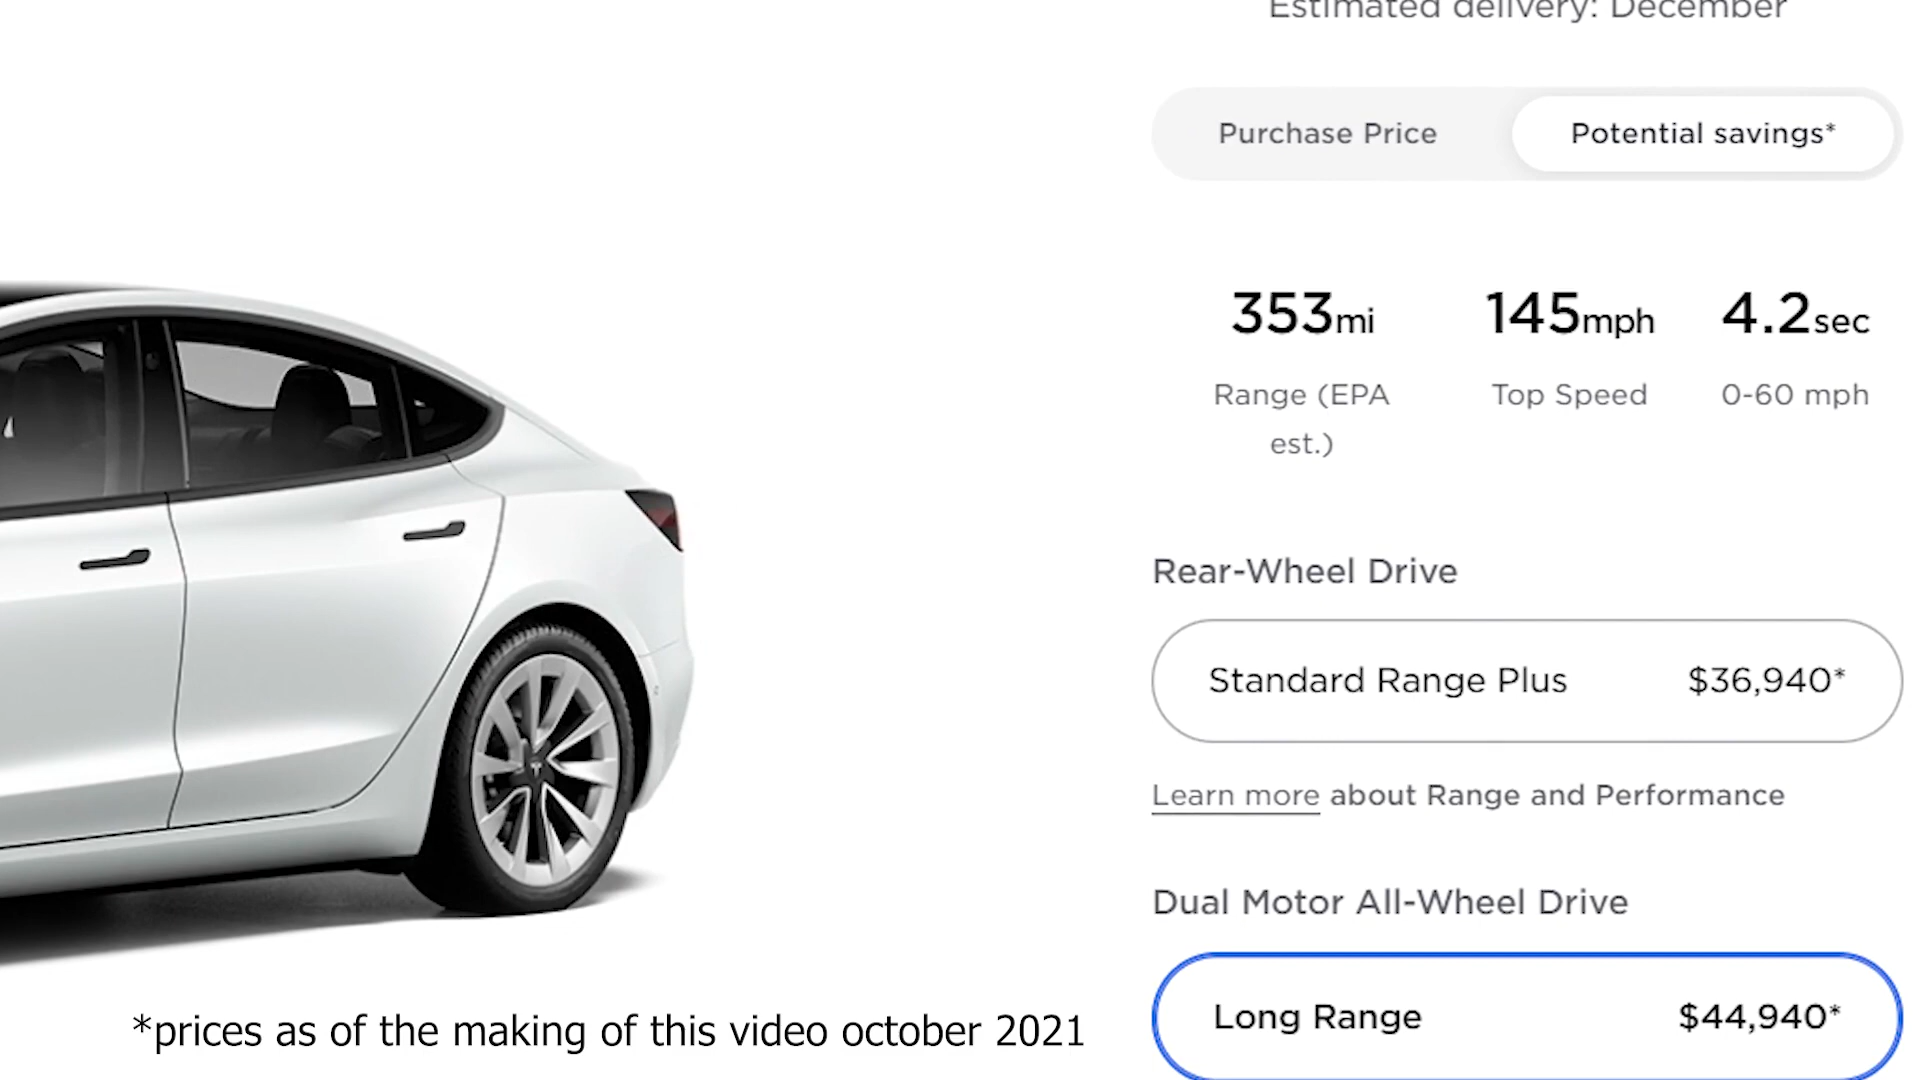 Estimated delivery: December
Purchase Price
Potential savings*
353mi
145mph
4.2sec
Range (EPA est.)
Top Speed
0-60 mph
Rear-Wheel Drive
Standard Range Plus $36,940*
Learn more about Range and Performance
Dual Motor All-Wheel Drive
Long Range $44,940*
*prices as of the making of this video october 2021